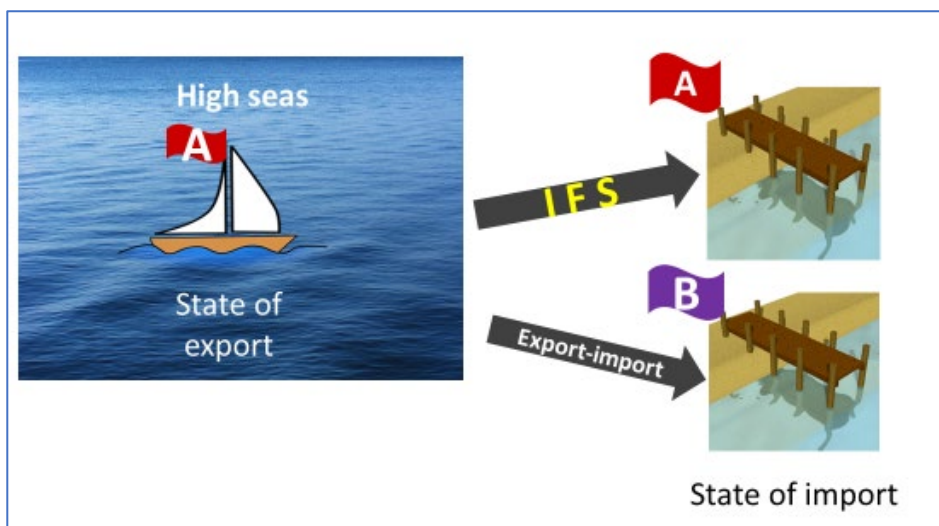 High seas
A
State of
export
I F S
A
Export-import
B
State of import